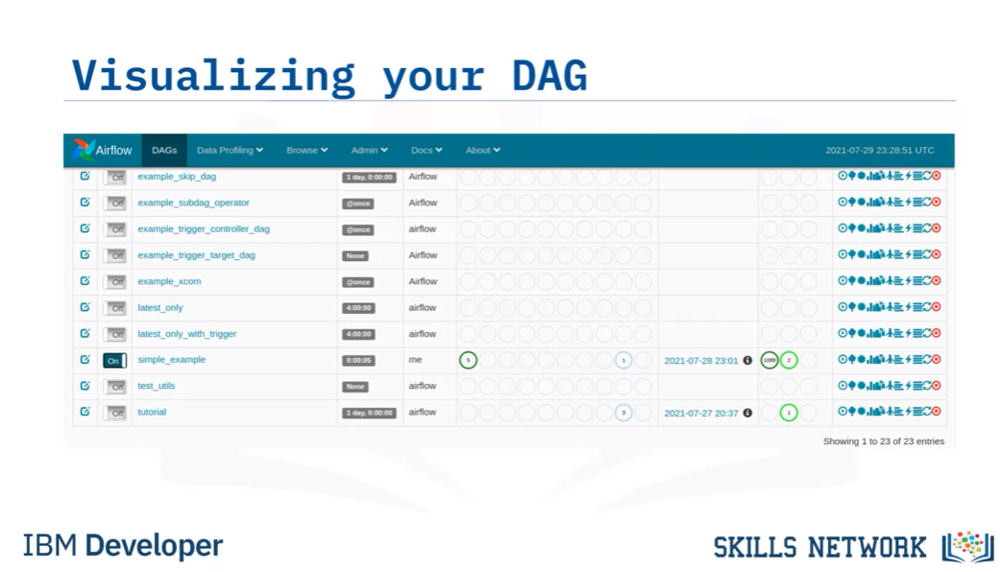 Visualizing your DAG
Airflow DAGs Data Profiling Browse Admin Docs About 2021-07-29 23:28:51 UTC
Off example_skip_dag 1 day, 0:00:00 Airflow
Off example_subdag_operator @once Airflow
Off example_trigger_controller_dag @once airflow
Off example_trigger_target_dag None Airflow
Off example_xcom @once Airflow
Off latest_only 4:00:00 airflow
Off latest_only_with_trigger 4:00:00 airflow
On simple_example 0:00:05 me 5 1 2021-07-28 23:01 1089 2
Off test_utils None airflow
Off tutorial 1 day, 0:00:00 airflow 3 2021-07-27 20:37 1
Showing 1 to 23 of 23 entries
IBM Developer
SKILLS NETWORK